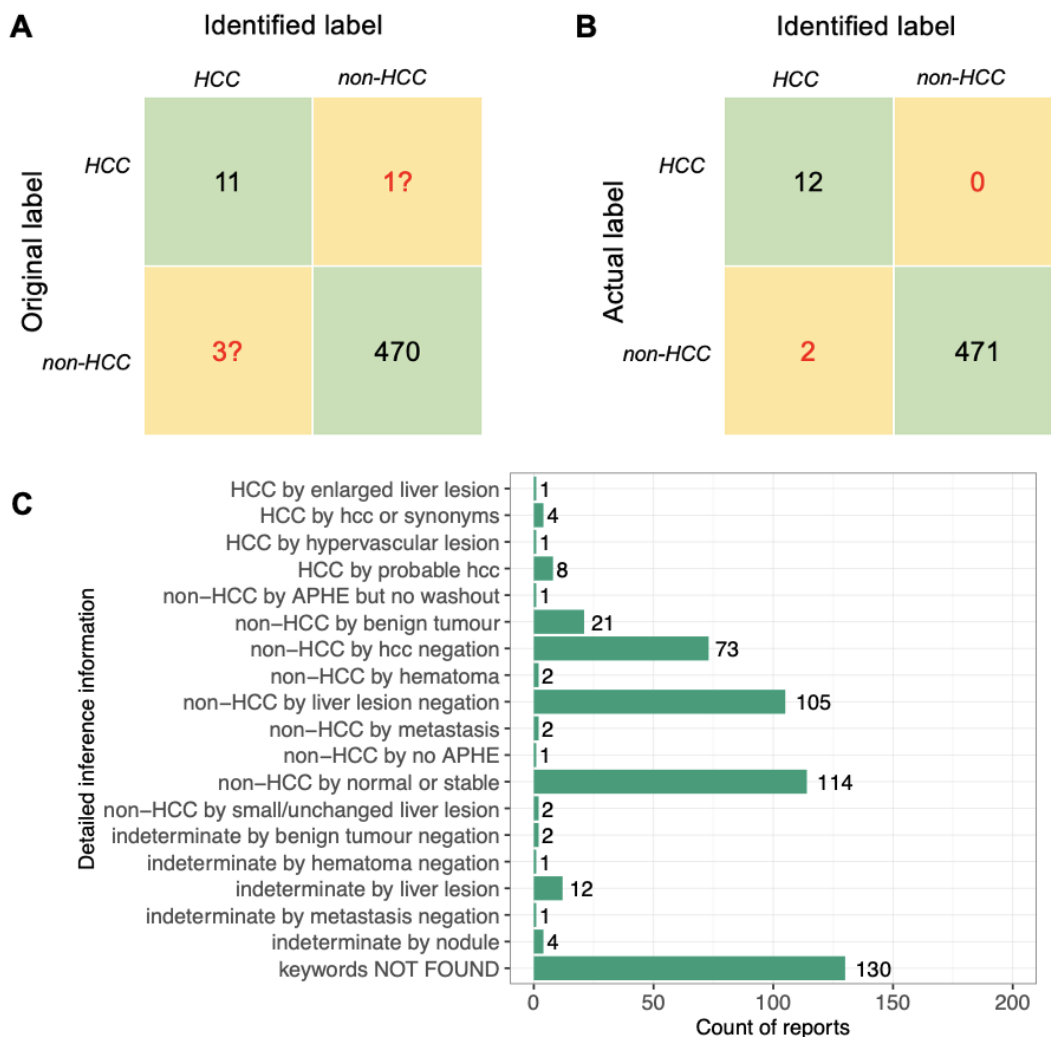 A
Identified label
HCC
non-HCC
Original label
HCC
11
1?
non-HCC
3?
470
B
Identified label
HCC
non-HCC
Actual label
HCC
12
0
non-HCC
2
471
C
Detailed inference information
HCC by enlarged liver lesion 1
HCC by hcc or synonyms 4
HCC by hypervascular lesion 1
HCC by probable hcc 8
non−HCC by APHE but no washout 1
non−HCC by benign tumour 21
non−HCC by hcc negation 73
non−HCC by hematoma 2
non−HCC by liver lesion negation 105
non−HCC by metastasis 2
non−HCC by no APHE 1
non−HCC by normal or stable 114
non−HCC by small/unchanged liver lesion 2
indeterminate by benign tumour negation 2
indeterminate by hematoma negation 1
indeterminate by liver lesion 12
indeterminate by metastasis negation 1
indeterminate by nodule 4
keywords NOT FOUND 130
0 50 100 150 200
Count of reports